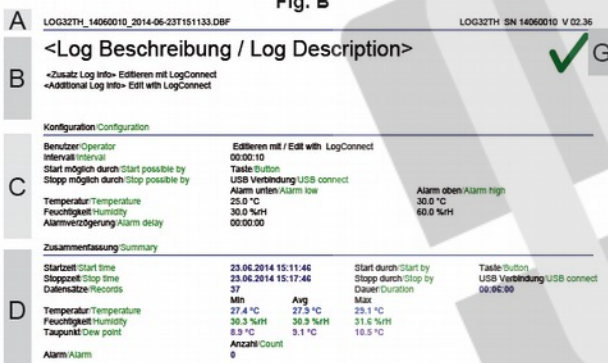 Fig. B
A LOG32TH_14060010_2014-06-23T151133.DBF LOG32TH SN 14060010 V 02.36
<Log Beschreibung / Log Description> G
B
<Zusatz Log Info> Editieren mit LogConnect
<Additional Log Info> Edit with LogConnect
Konfiguration/Configuration
Benutzer/Operator Editieren mit / Edit with LogConnect
Intervall/Interval 00:00:10
Start möglich durch/Start possible by Taste/Button
C
Stopp möglich durch/Stop possible by USB Verbindung/USB connect
Alarm unten/Alarm low Alarm oben/Alarm high
Temperatur/Temperature 25.0 °C 30.0 °C
Feuchtigkeit/Humidity 30.0 %rH 60.0 %rH
Alarmverzögerung/Alarm delay 00:00:00
Zusammenfassung/Summary
Startzeit/Start time 23.06.2014 15:11:46 Start durch/Start by Taste/Button
Stoppzeit/Stop time 23.06.2014 15:17:46 Stopp durch/Stop by USB Verbindung/USB connect
Datensätze/Records 37 Dauer/Duration 00:06:00
D
Min Avg Max
Temperatur/Temperature 27.4 °C 27.9 °C 29.1 °C
Feuchtigkeit/Humidity 30.3 %rH 30.9 %rH 31.6 %rH
Taupunkt/Dew point 8.9 °C 9.1 °C 10.5 °C
Anzahl/Count
Alarm/Alarm 0